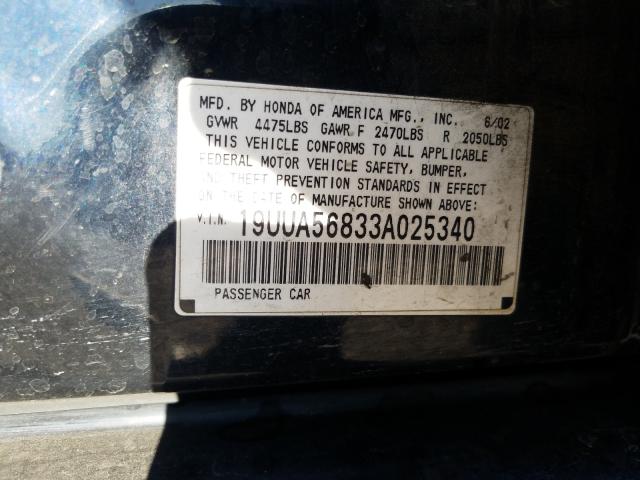 MFD. BY HONDA OF AMERICA MFG., INC. 6/02
GVWR 4475LBS GAWR F 2470LBS R 2050LBS
THIS VEHICLE CONFORMS TO ALL APPLICABLE
FEDERAL MOTOR VEHICLE SAFETY, BUMPER,
AND THEFT PREVENTION STANDARDS IN EFFECT
ON THE DATE OF MANUFACTURE SHOWN ABOVE:
V.I.N. 19UUA56833A025340
PASSENGER CAR